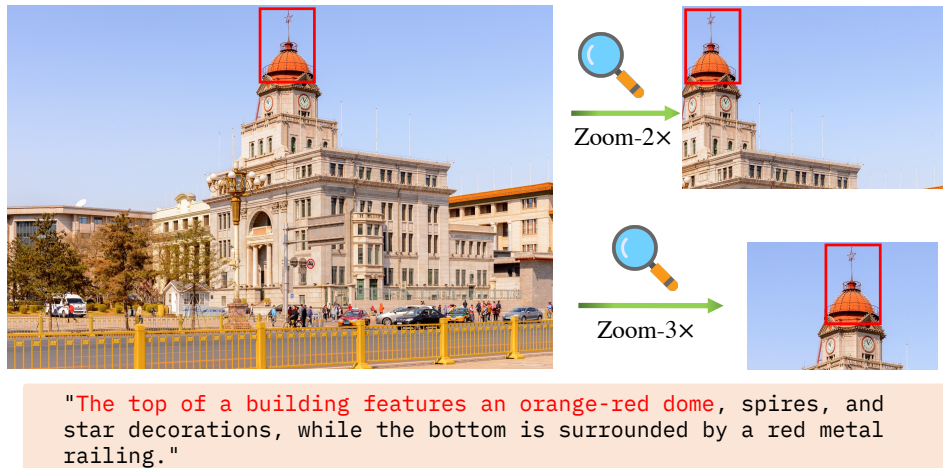 Zoom-2×
Zoom-3×
"The top of a building features an orange-red dome, spires, and
star decorations, while the bottom is surrounded by a red metal
railing."